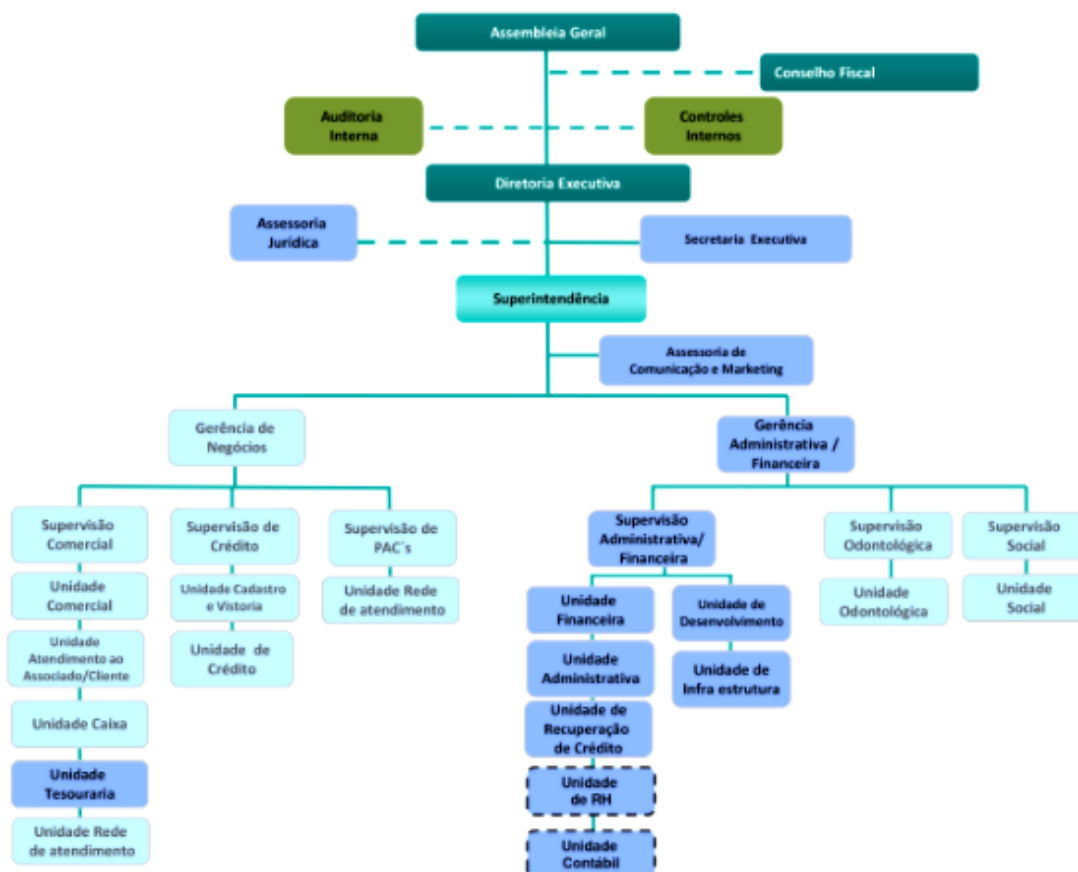 Assembleia Geral
Conselho Fiscal
Auditoria
Interna
Controles
Internos
Diretoria Executiva
Assessoria
Jurídica
Secretaria Executiva
Superintendência
Assessoria de
Comunicação e Marketing
Gerência de
Negócios
Gerência
Administrativa /
Financeira
Supervisão
Comercial
Supervisão de
Crédito
Supervisão de
PAC´s
Supervisão
Administrativa/
Financeira
Supervisão
Odontológica
Supervisão
Social
Unidade
Comercial
Unidade Cadastro
e Vistoria
Unidade Rede
de atendimento
Unidade
Financeira
Unidade de
Desenvolvimento
Unidade
Odontológica
Unidade
Social
Unidade
Atendimento ao
Associado/Cliente
Unidade de
Crédito
Unidade
Administrativa
Unidade de
Infra estrutura
Unidade Caixa
Unidade de
Recuperação
de Crédito
Unidade
Tesouraria
Unidade
de RH
Unidade Rede
de atendimento
Unidade
Contábil